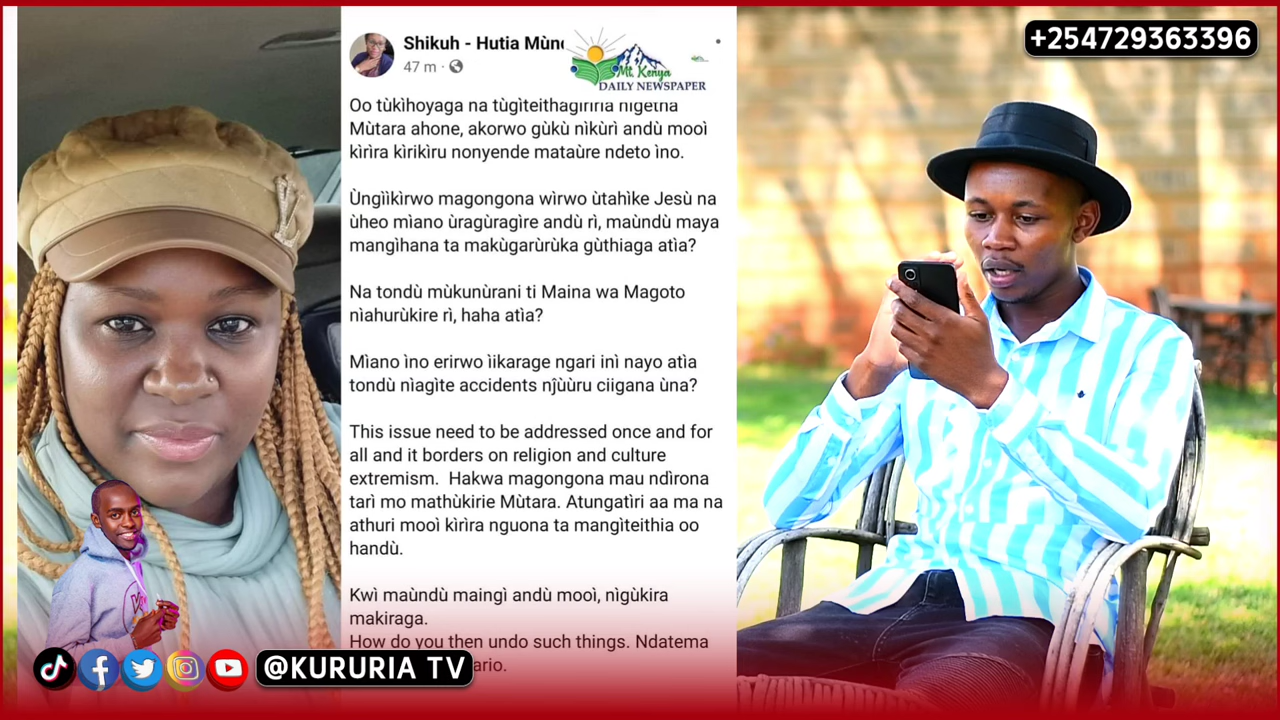 +254729363396
Shikuh - Hutia Mùn
47 m
Mt. Kenya
DAILY NEWSPAPER
Oo tùkìhoyaga na tùgìteithagìrìria nìgetha
Mùtara ahone, akorwo gùkù nìkùrì andù mooì
kìrìra kìrikìru nonyende mataùre ndeto ìno.
Ùngììkìrwo magongona wìrwo ùtahìke Jesù na
ùheo mìano ùragùragìre andù rì, maùndù maya
mangìhana ta makùgarùrùka gùthiaga atìa?
Na tondù mùkunùrani ti Maina wa Magoto
nìahurùkire rì, haha atìa?
Mìano ìno erirwo ìikarage ngari inì nayo atìa
tondù nìagìte accidents njĵùùru ciigana ùna?
This issue need to be addressed once and for
all and it borders on religion and culture
extremism. Hakwa magongona mau ndìrona
tarì mo mathùkirie Mùtara. Atungatìri aa ma na
athuri mooì kìrìra nguona ta mangìteithia oo
handù.
Kwì maùndù maingì andù mooì, nìgùkira
makiraga.
How do you then undo such things. Ndatema
ario.
@KURURIA TV